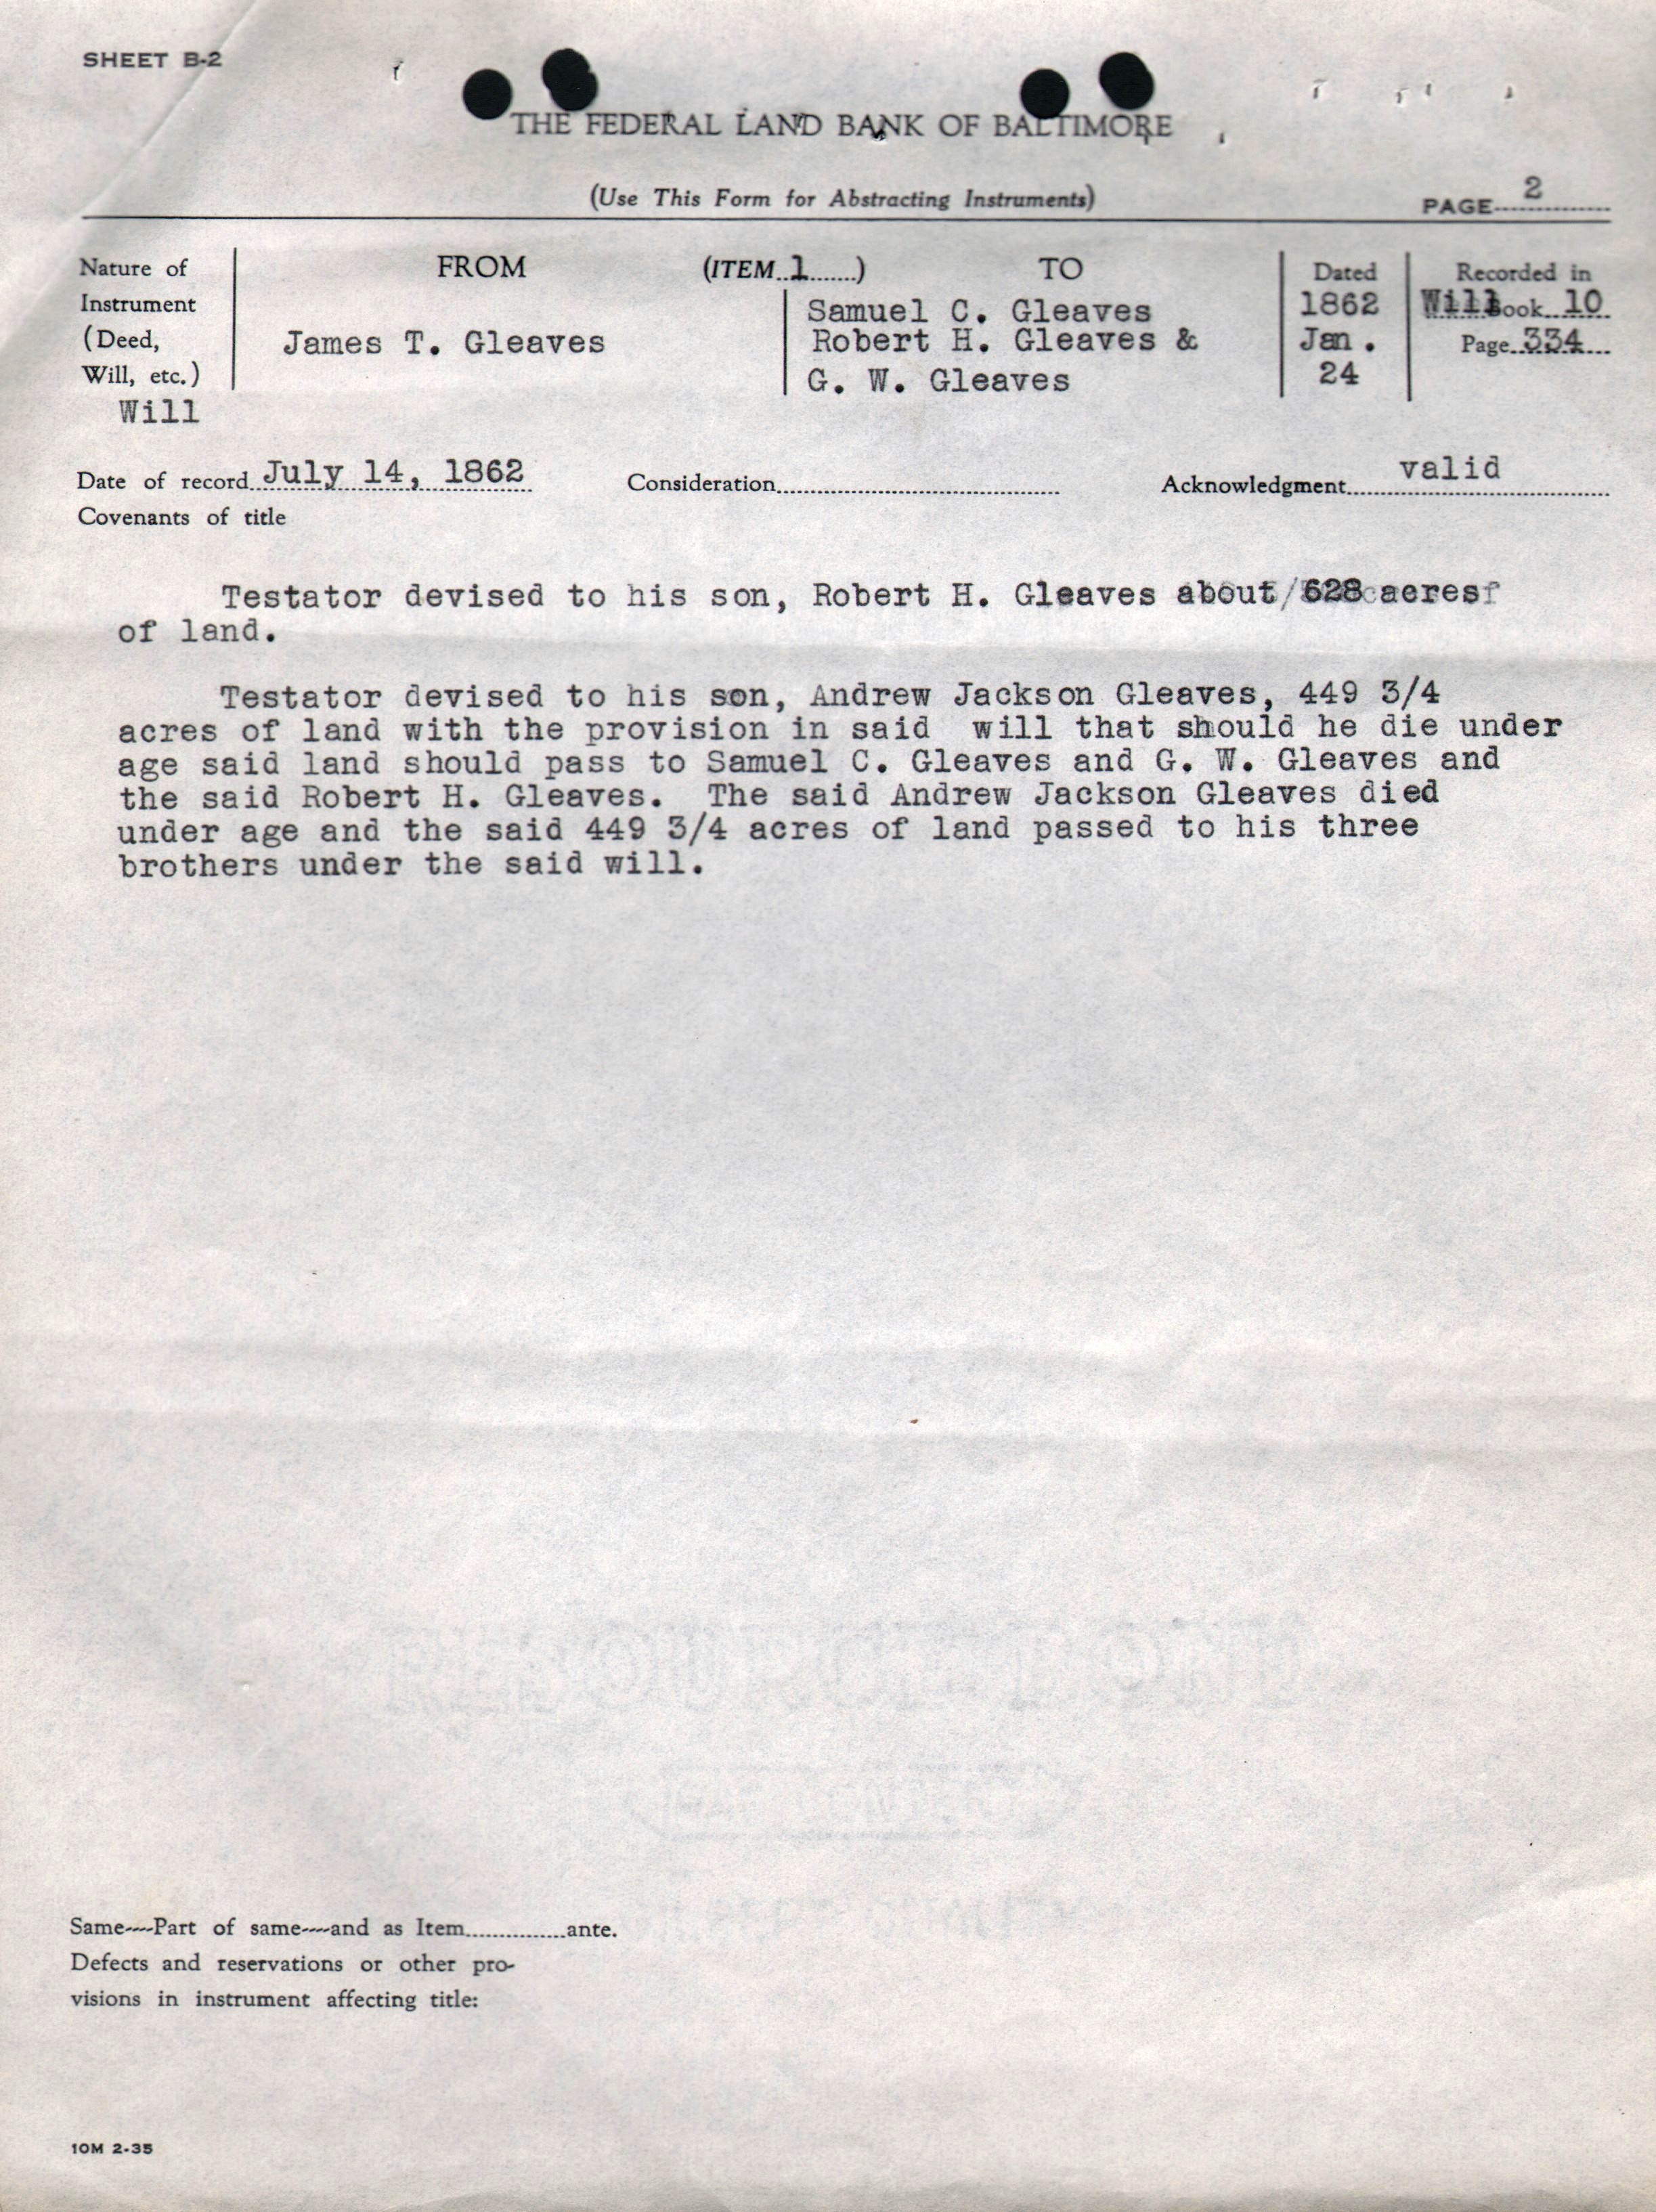 SHEET B-2
THE FEDERAL LAND BANK OF BALTIMORE
(Use This Form for Abstracting Instruments)
PAGE 2
Nature of
Instrument
(Deed,
Will, etc.)
Will
FROM
James T. Gleaves
(ITEM 1)
TO
Samuel C. Gleaves
Robert H. Gleaves &
G. W. Gleaves
Dated
1862
Jan.
24
Recorded in
Will Book 10
Page 334
Date of record July 14, 1862
Consideration
Acknowledgment valid
Covenants of title
Testator devised to his son, Robert H. Gleaves about 628 acres
of land.
Testator devised to his son, Andrew Jackson Gleaves, 449 3/4
acres of land with the provision in said will that should he die under
age said land should pass to Samuel C. Gleaves and G. W. Gleaves and
the said Robert H. Gleaves. The said Andrew Jackson Gleaves died
under age and the said 449 3/4 acres of land passed to his three
brothers under the said will.
Same----Part of same----and as Item..............ante.
Defects and reservations or other pro-
visions in instrument affecting title:
10M 2-35